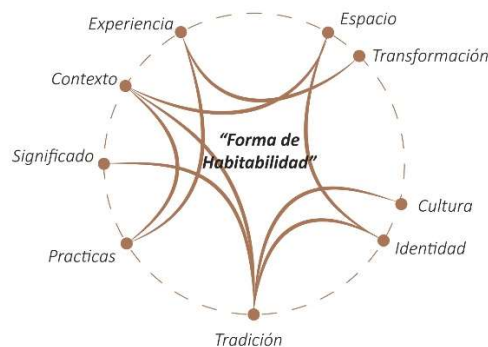 Experiencia
Espacio
Transformación
Contexto
“Forma de
Habitabilidad”
Significado
Cultura
Identidad
Practicas
Tradición